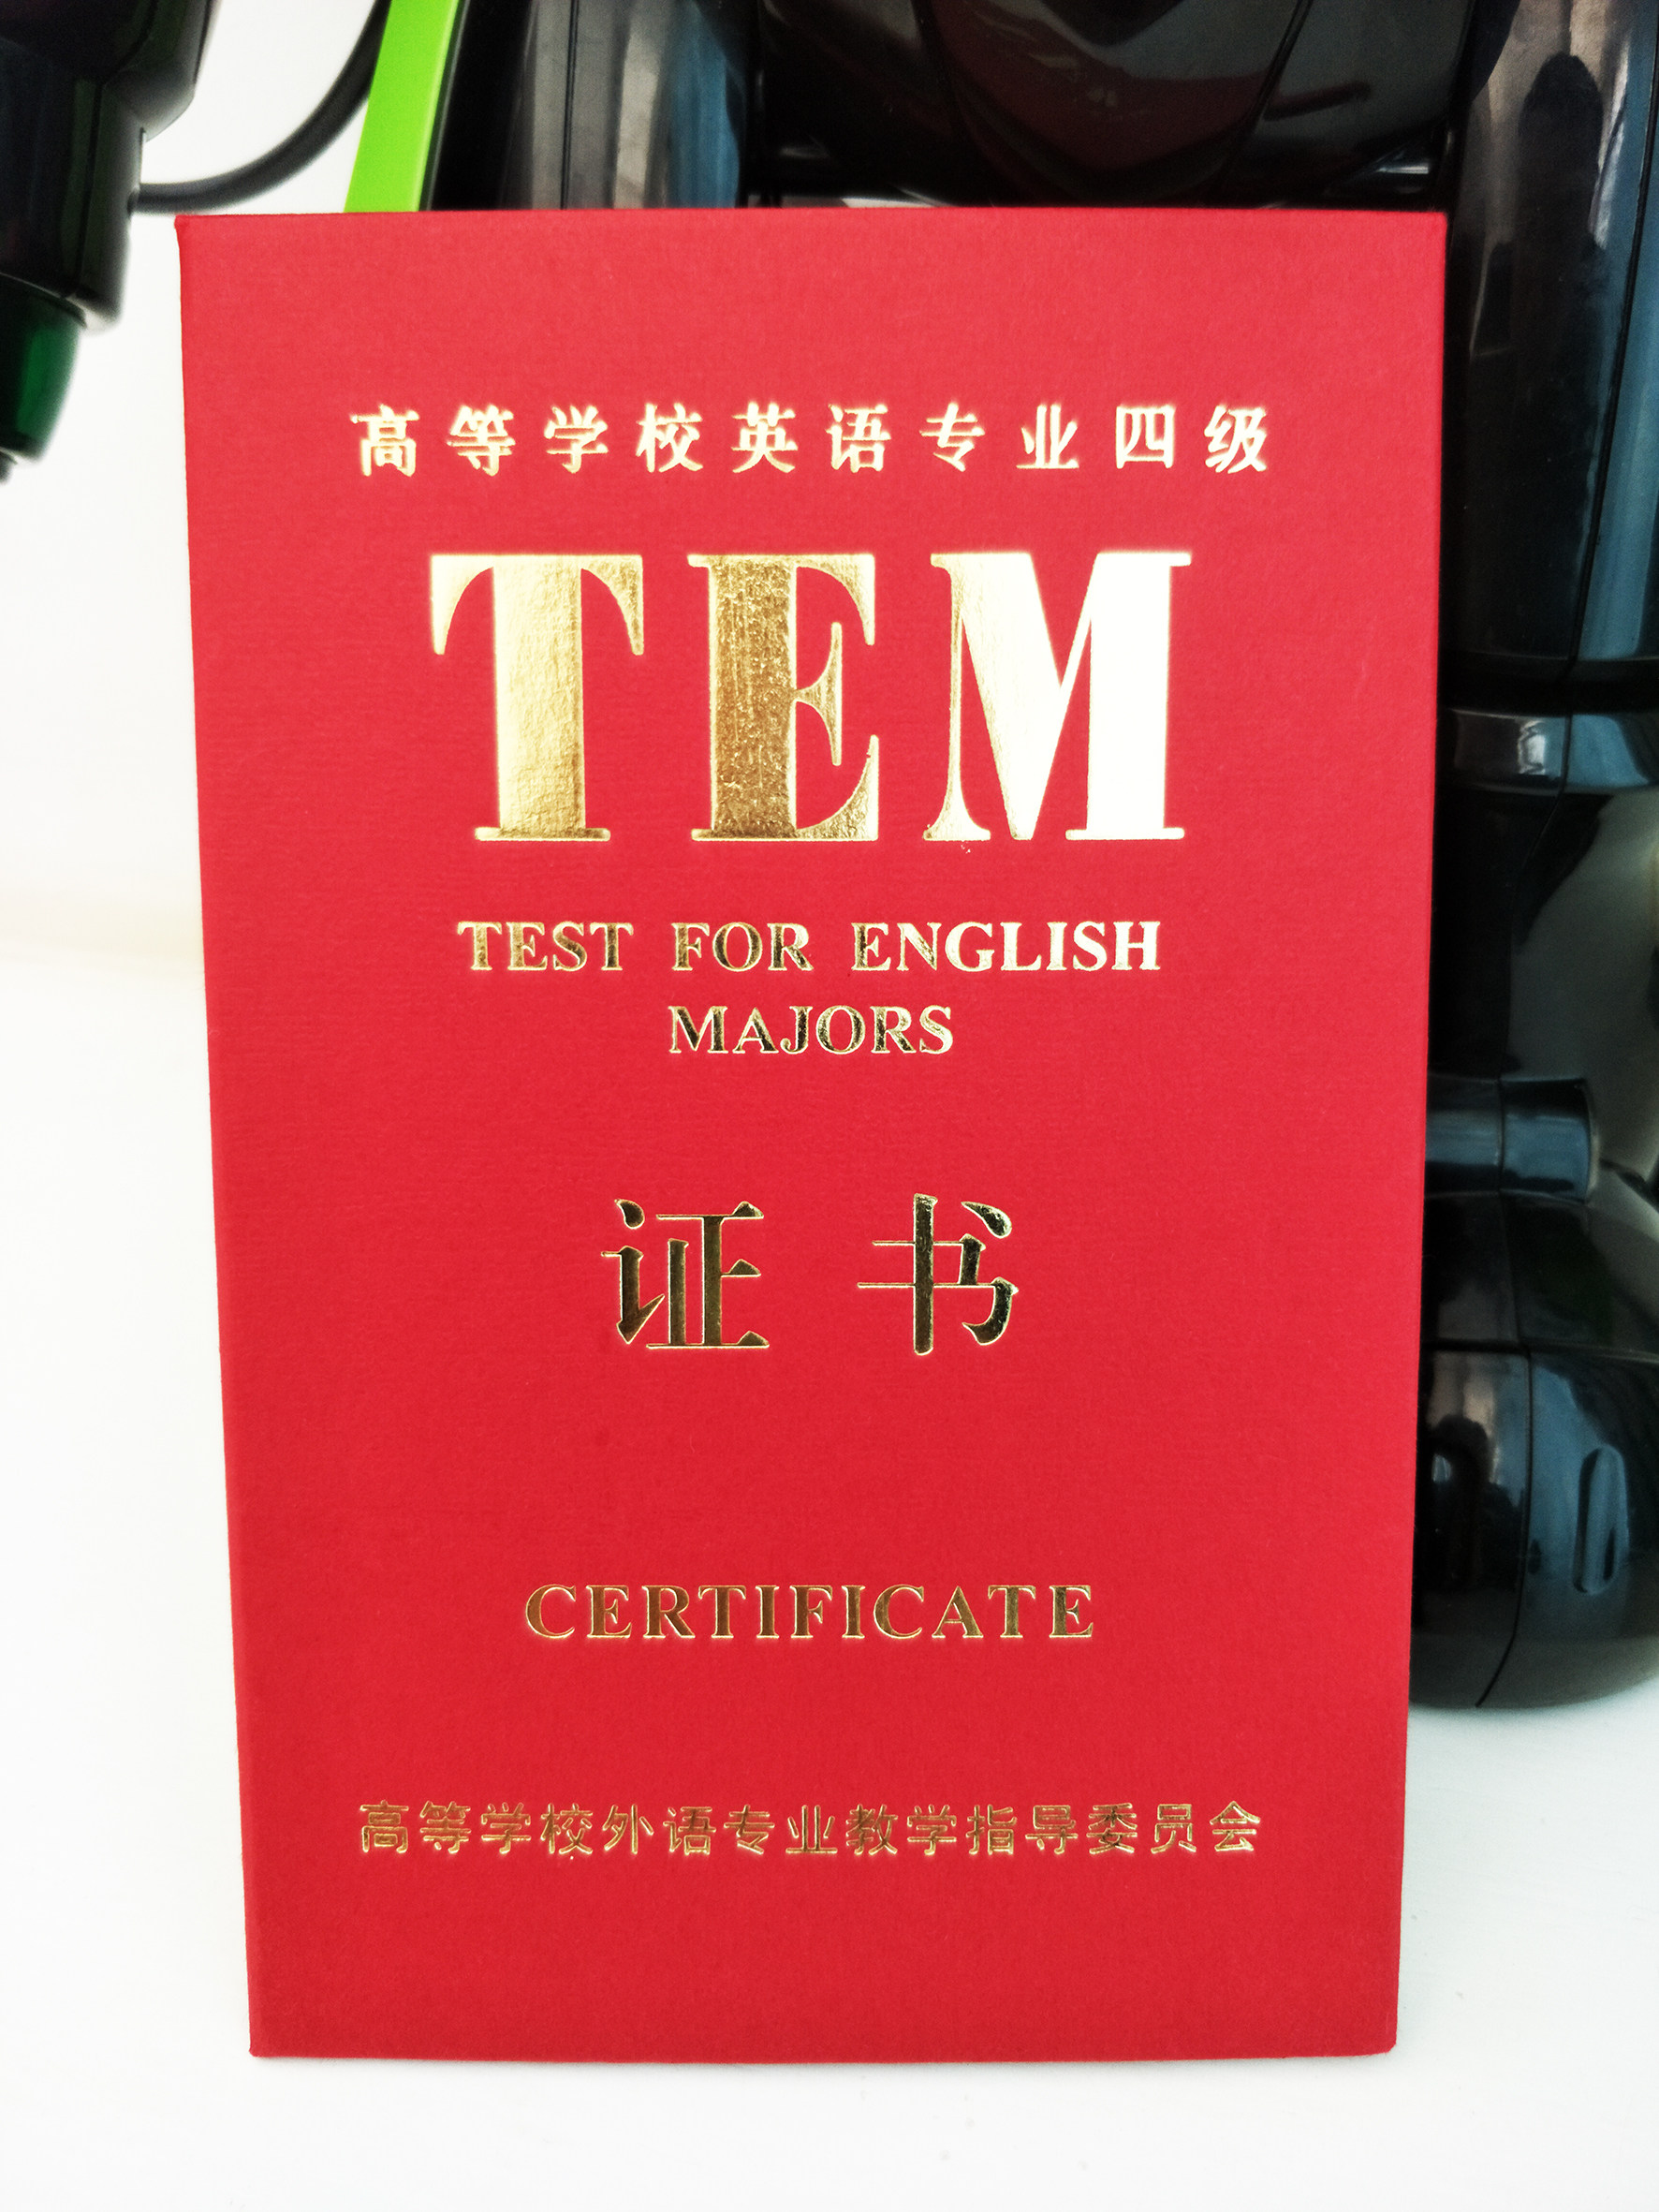 高等学校英语专业四级
TEM
TEST FOR ENGLISH
MAJORS
证书
CERTIFICATE
高等学校外语专业教学指导委员会